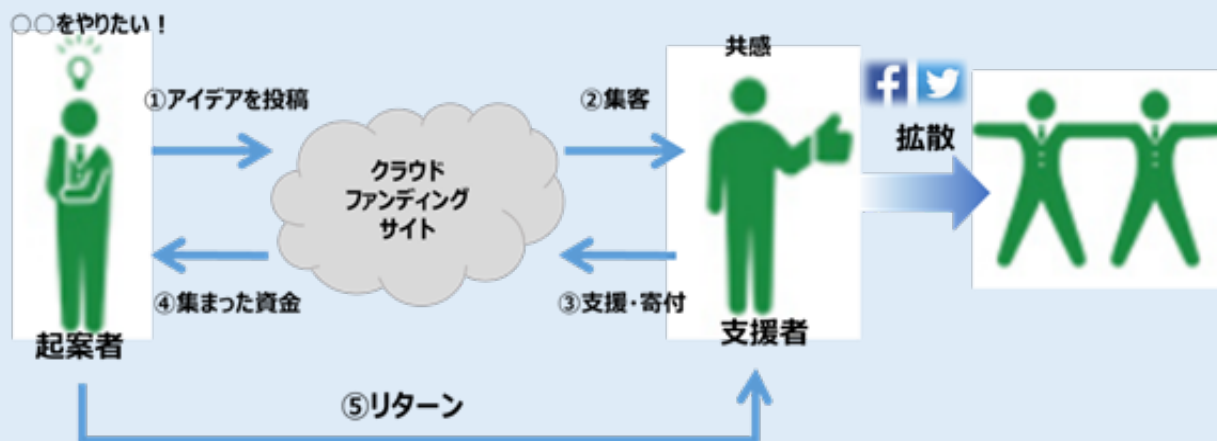 ○○をやりたい！
共感
①アイデアを投稿
②集客
拡散
クラウド
ファンディング
サイト
④集まった資金
③支援・寄付
起案者
支援者
⑤リターン